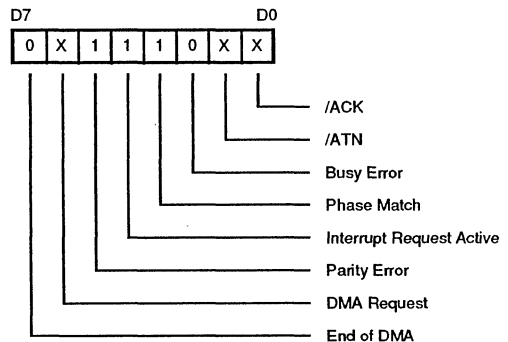 D7 D0
0 X 1 1 1 0 X X
/ACK
/ATN
Busy Error
Phase Match
Interrupt Request Active
Parity Error
DMA Request
End of DMA